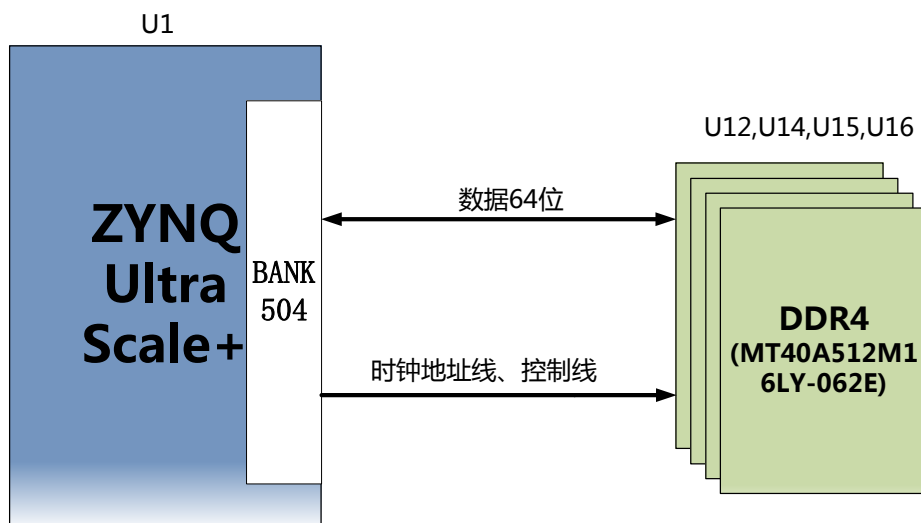 U1
U12,U14,U15,U16
数据64位
ZYNQ
Ultra
Scale+
BANK
504
DDR4
(MT40A512M1
6LY-062E)
时钟地址线、控制线